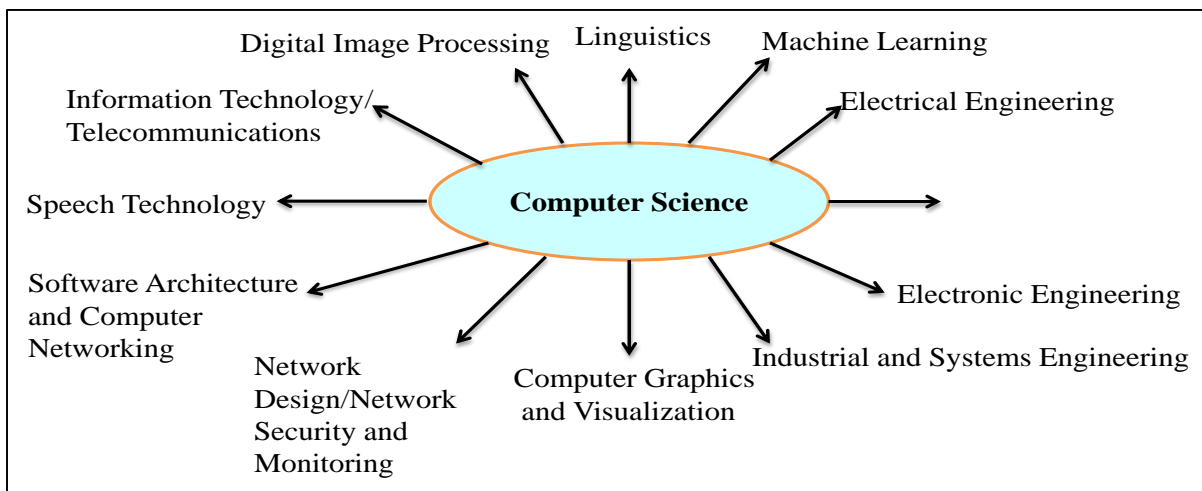 Digital Image Processing
Linguistics
Machine Learning
Information Technology/
Telecommunications
Electrical Engineering
Speech Technology
Computer Science
Software Architecture
and Computer
Networking
Electronic Engineering
Network
Design/Network
Security and
Monitoring
Computer Graphics
and Visualization
Industrial and Systems Engineering